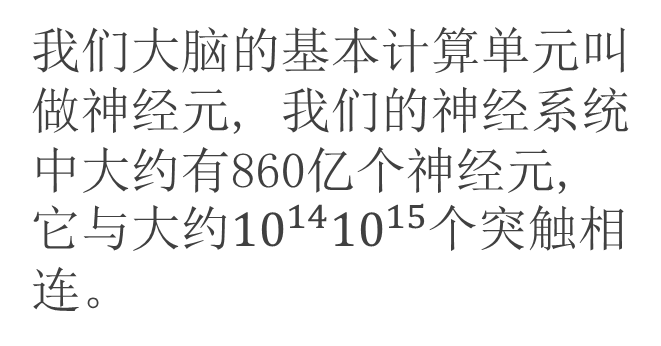 我们大脑的基本计算单元叫
做神经元，我们的神经系统
中大约有860亿个神经元，
它与大约10¹⁴10¹⁵个突触相
连。